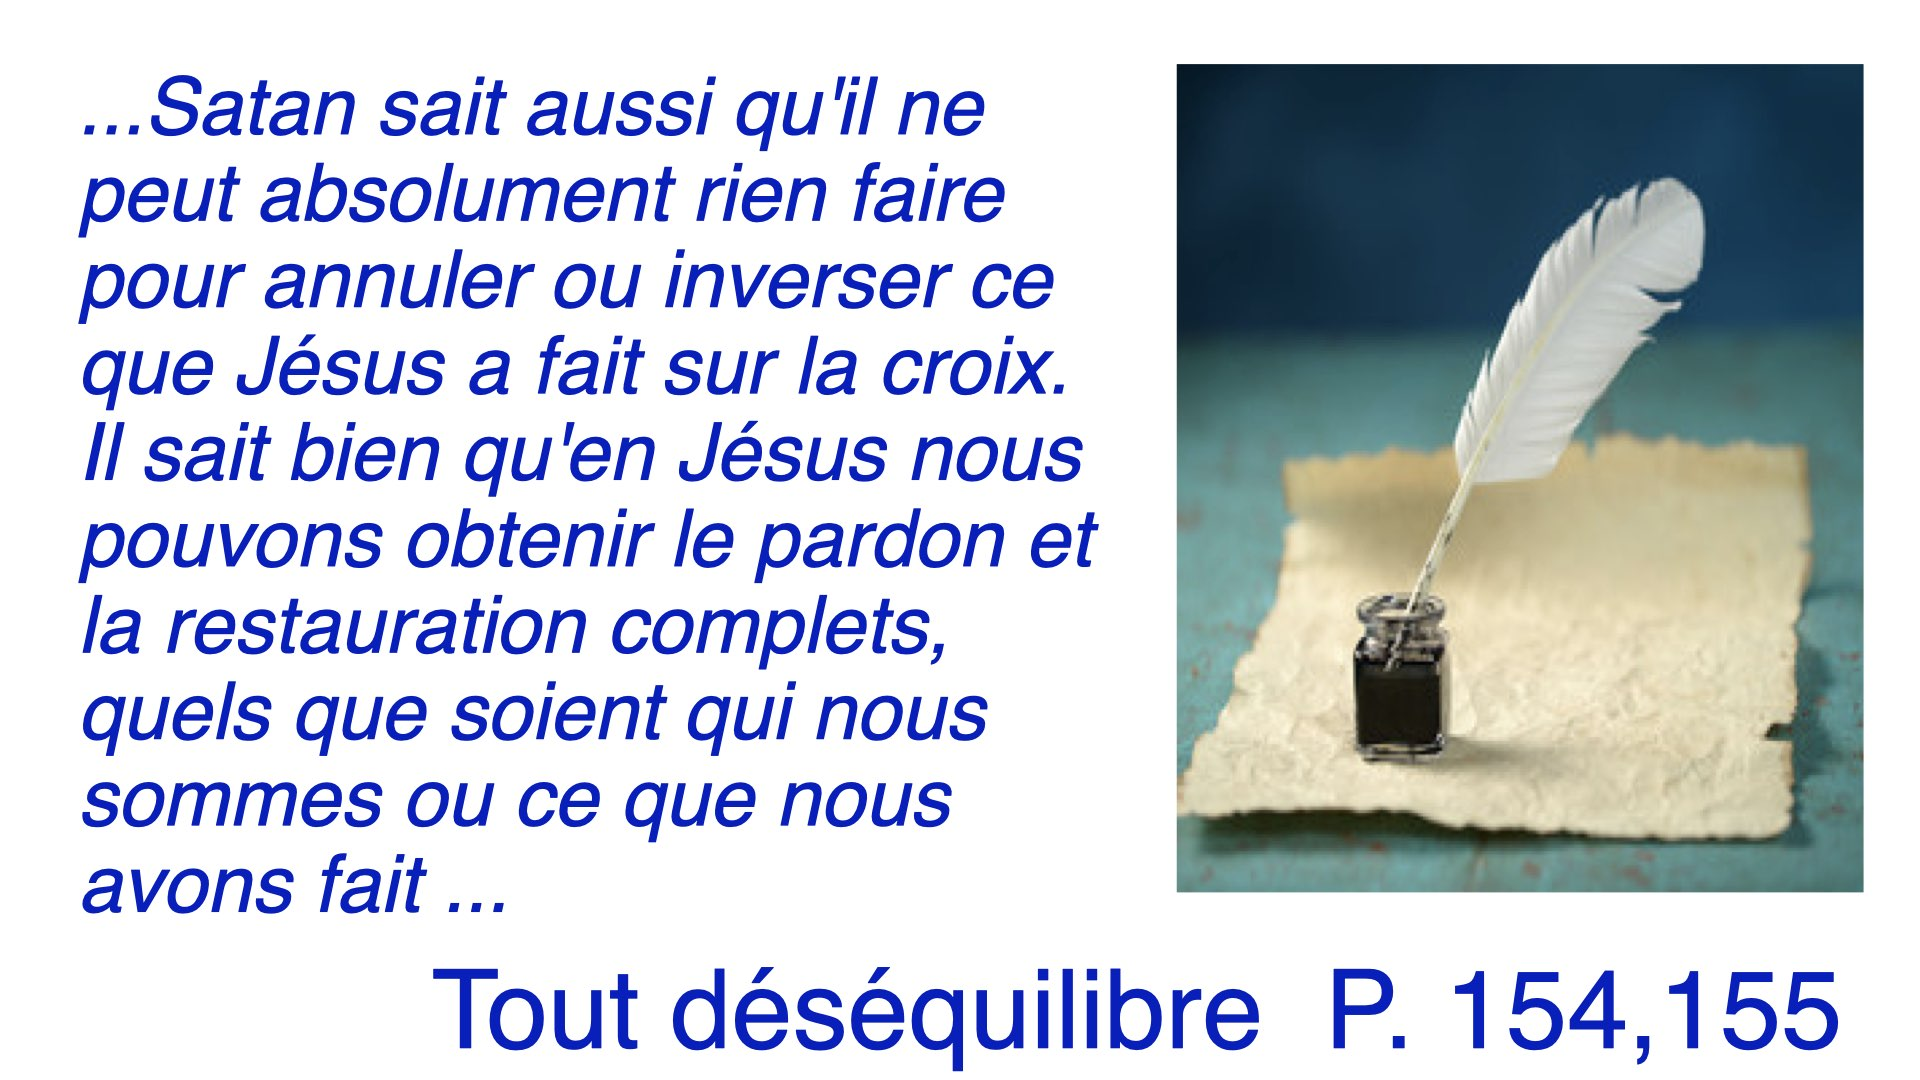 ...Satan sait aussi qu'il ne
peut absolument rien faire
pour annuler ou inverser ce
que Jésus a fait sur la croix.
Il sait bien qu'en Jésus nous
pouvons obtenir le pardon et
la restauration complets,
quels que soient qui nous
sommes ou ce que nous
avons fait ...
Tout déséquilibre  P. 154,155